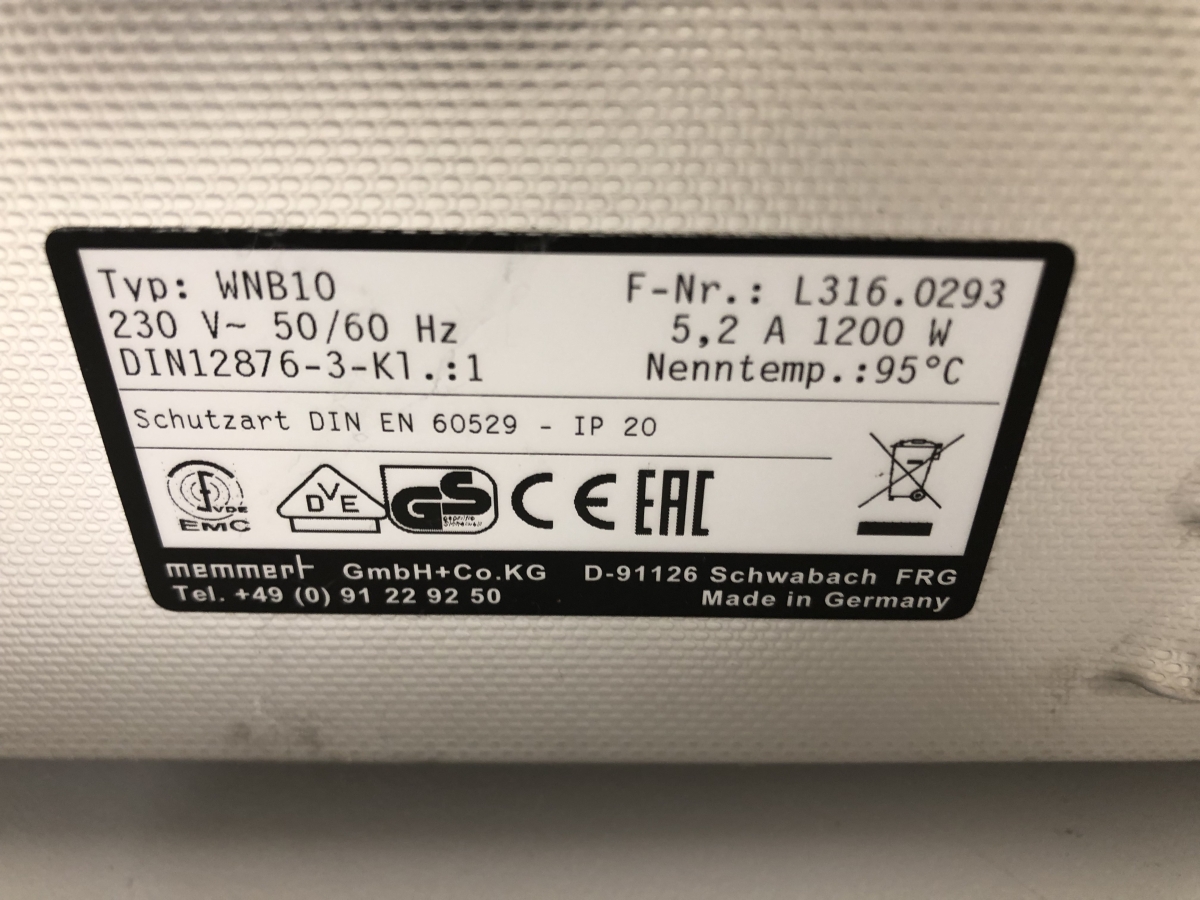 Typ: WNB10 F-Nr.: L316.0293
230 V~ 50/60 Hz 5,2 A 1200 W
DIN12876-3-Kl.:1 Nenntemp.:95°C
Schutzart DIN EN 60529 - IP 20
VDE
EMC
DVE
GS
geprüfte
Sicherheit
CE
EAC
memmert GmbH+Co.KG D-91126 Schwabach FRG
Tel. +49 (0) 91 22 92 50 Made in Germany